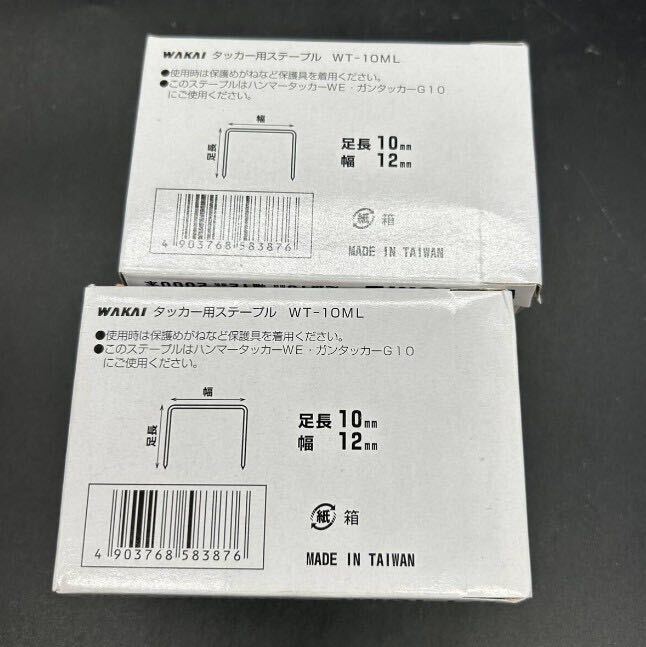 WAKAI タッカー用ステープル WT-10ML
●使用時は保護めがねなど保護具を着用ください。
●このステープルはハンマータッカーWE・ガンタッカーG10
にご使用ください。
幅
足長
足長 10mm
幅 12mm
4 903768 583876
紙 箱
MADE IN TAIWAN
WAKAI タッカー用ステープル WT-10ML
●使用時は保護めがねなど保護具を着用ください。
●このステープルはハンマータッカーWE・ガンタッカーG10
にご使用ください。
幅
足長
足長 10mm
幅 12mm
4 903768 583876
紙 箱
MADE IN TAIWAN